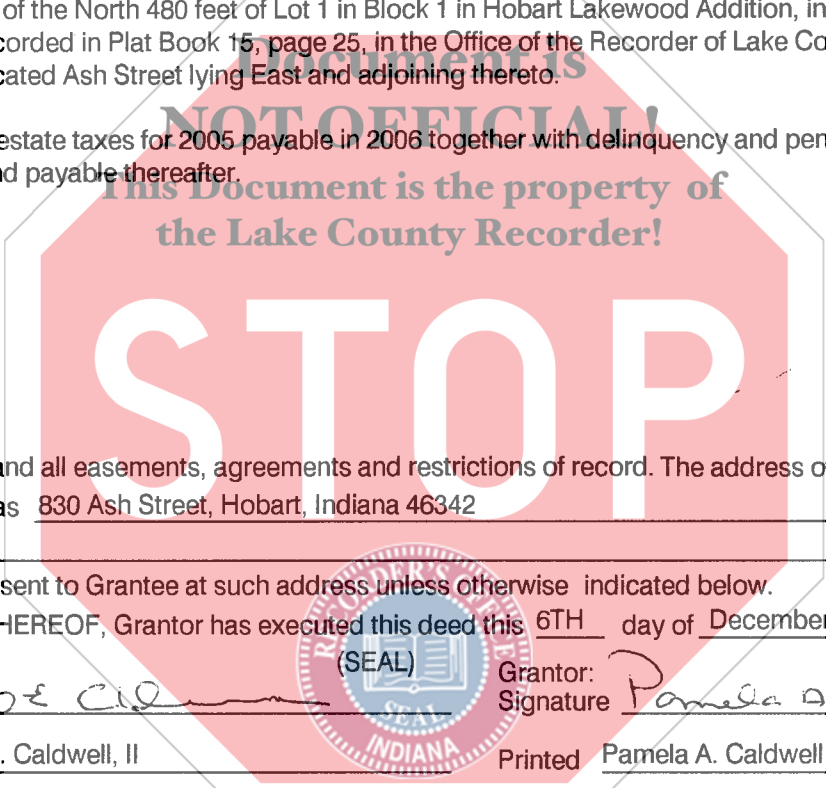 of the North 480 feet of Lot 1 in Block 1 in Hobart Lakewood Addition, in
corded in Plat Book 15, page 25, in the Office of the Recorder of Lake Co
Document is
cated Ash Street lying East and adjoining thereto.
NOT OFFICIAL!
estate taxes for 2005 payable in 2006 together with delinquency and pen
d payable thereafter.
This Document is the property of
the Lake County Recorder!
STOP
and all easements, agreements and restrictions of record. The address o
as 830 Ash Street, Hobart, Indiana 46342
sent to Grantee at such address unless otherwise indicated below.
HEREOF, Grantor has executed this deed this 6TH day of December
(SEAL)
Grantor:
Signature Pamela A
. Caldwell, II
Printed Pamela A. Caldwell
RECORDER'S OFFICE
SEAL
INDIANA